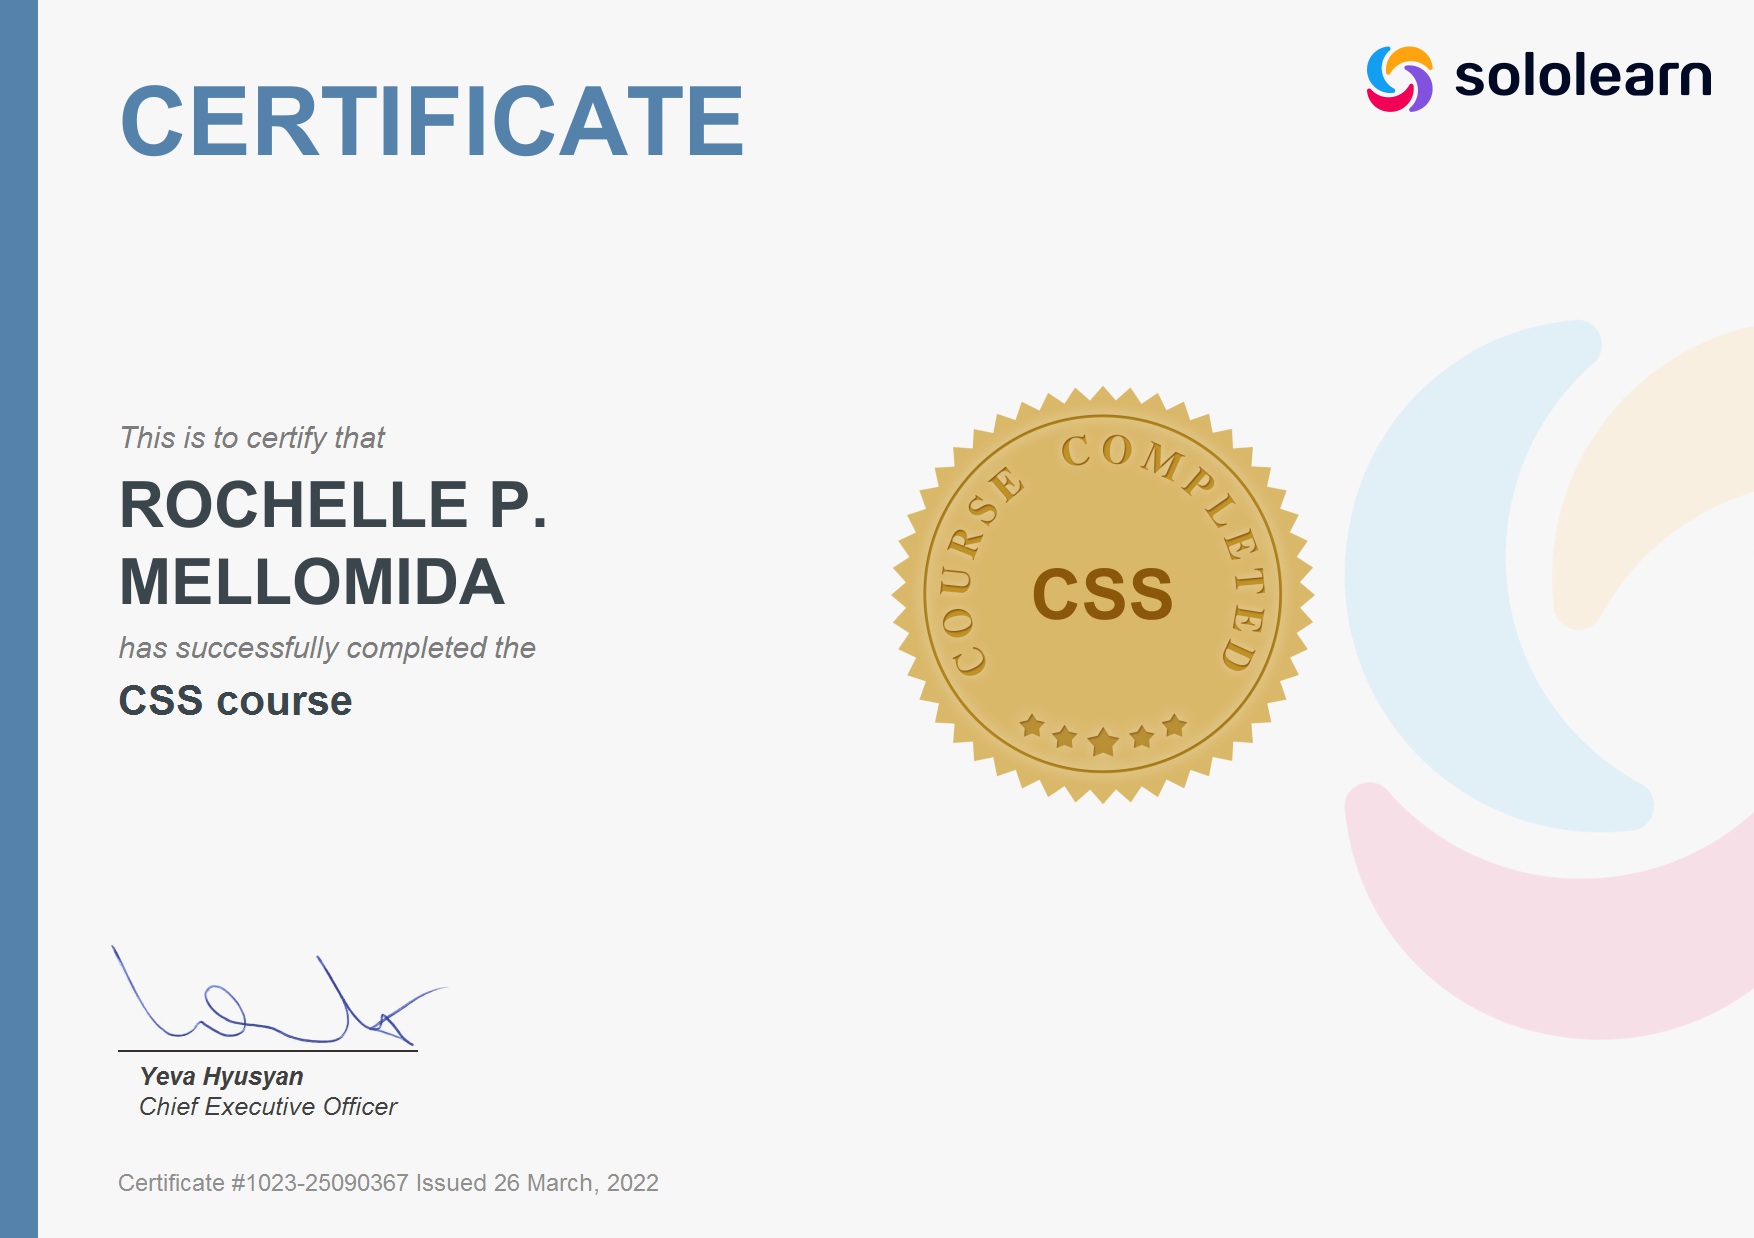 sololearn
CERTIFICATE
This is to certify that
ROCHELLE P.
MELLOMIDA
has successfully completed the
CSS course
COURSE COMPLETED
CSS
Yeva Hyusyan
Chief Executive Officer
Certificate #1023-25090367 Issued 26 March, 2022